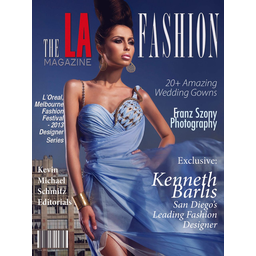 THE LA FASHION
MAGAZINE
20+ Amazing
Wedding Gowns
L'Oreal,
Melbourne
Fashion
Festival
- 2013
Designer
Series
Franz Szony
Photography
Kevin
Michael
Schmitz
Editorials
Exclusive:
Kenneth
Barlis
San Diego's
Leading Fashion
Designer